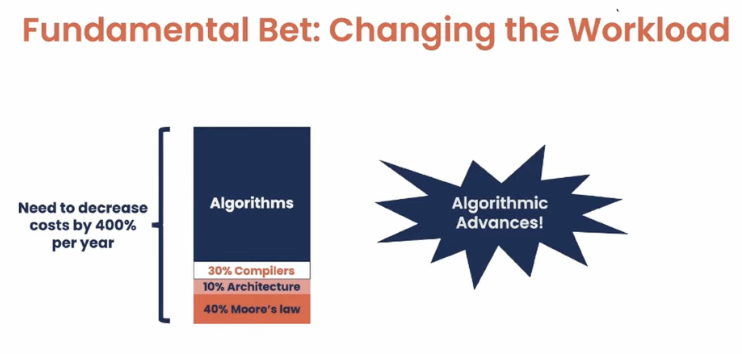 Fundamental Bet: Changing the Workload
Need to decrease
costs by 400%
per year
Algorithms
30% Compilers
10% Architecture
40% Moore's law
Algorithmic
Advances!